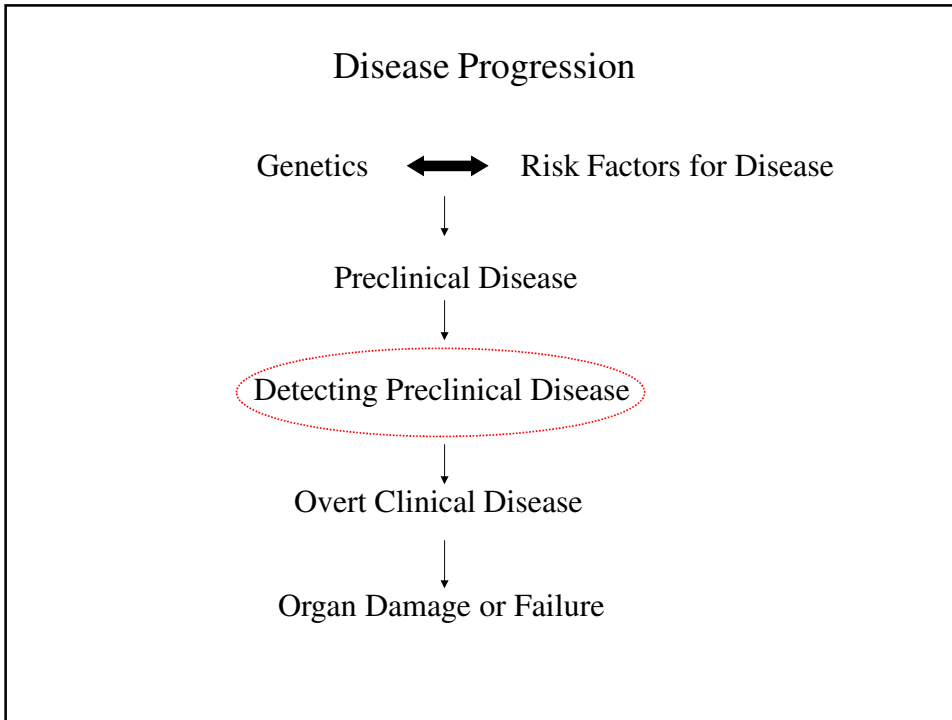 Disease Progression
Genetics Risk Factors for Disease
Preclinical Disease
Detecting Preclinical Disease
Overt Clinical Disease
Organ Damage or Failure